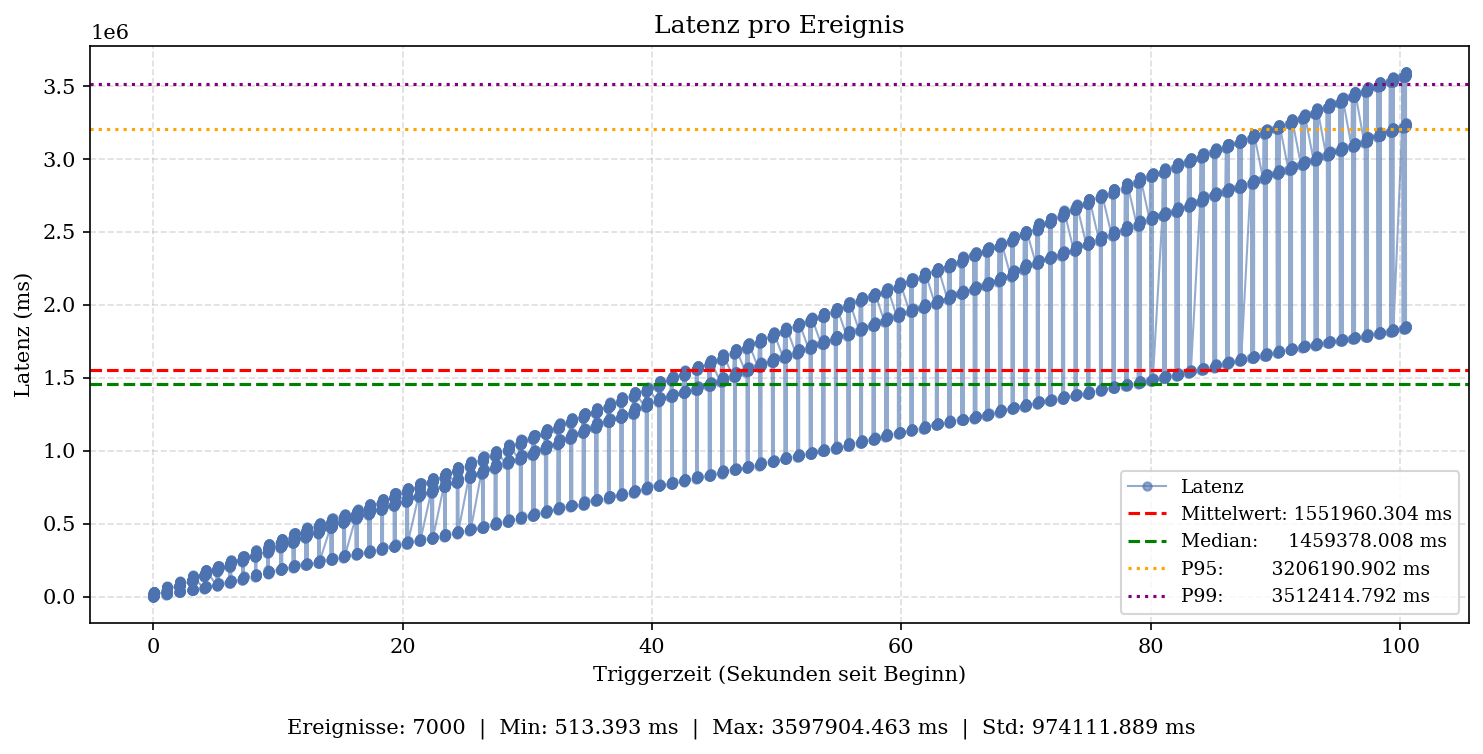 Latenz pro Ereignis
1e6
3.5
3.0
2.5
2.0
1.5
1.0
0.5
0.0
Latenz (ms)
0 20 40 60 80 100
Triggerzeit (Sekunden seit Beginn)
Latenz
Mittelwert: 1551960.304 ms
Median: 1459378.008 ms
P95: 3206190.902 ms
P99: 3512414.792 ms
Ereignisse: 7000 | Min: 513.393 ms | Max: 3597904.463 ms | Std: 974111.889 ms